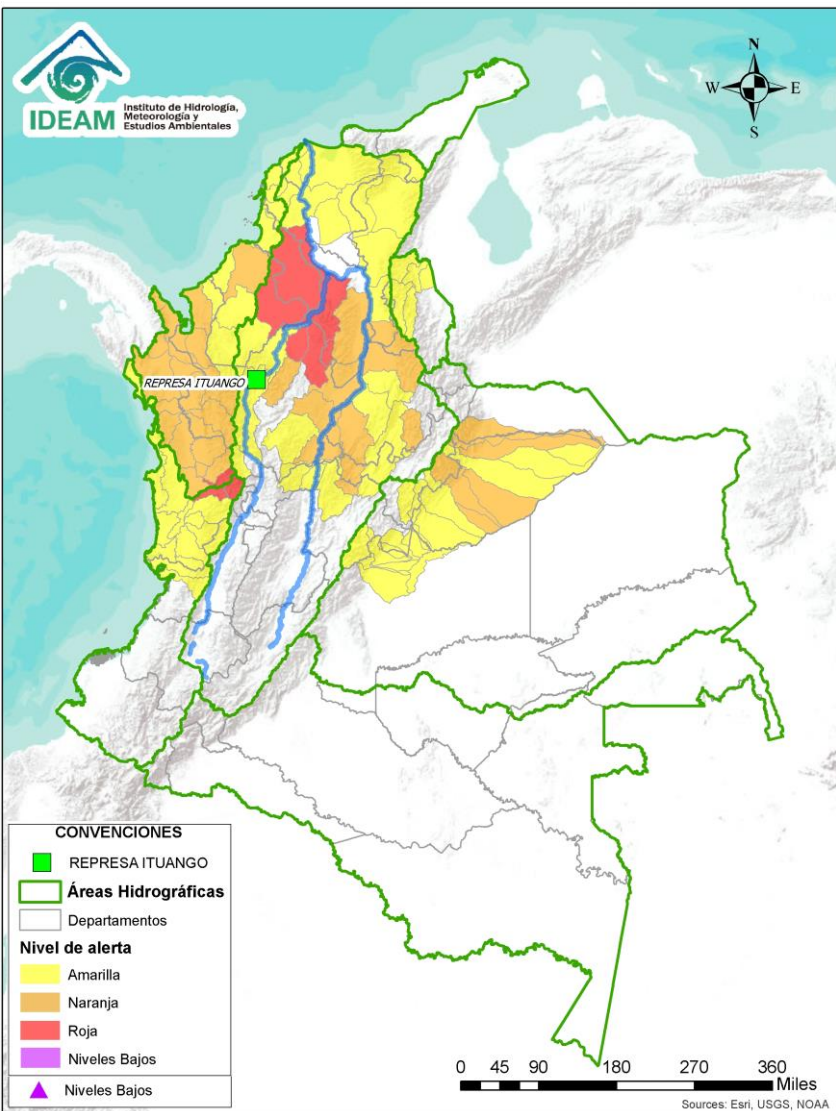 IDEAM
Instituto de Hidrología,
Meteorología y
Estudios Ambientales
N
W
E
S
REPRESA ITUANGO
CONVENCIONES
REPRESA ITUANGO
Áreas Hidrográficas
Departamentos
Nivel de alerta
Amarilla
Naranja
Roja
Niveles Bajos
Niveles Bajos
0 45 90 180 270 360
Miles
Sources: Esri, USGS, NOAA